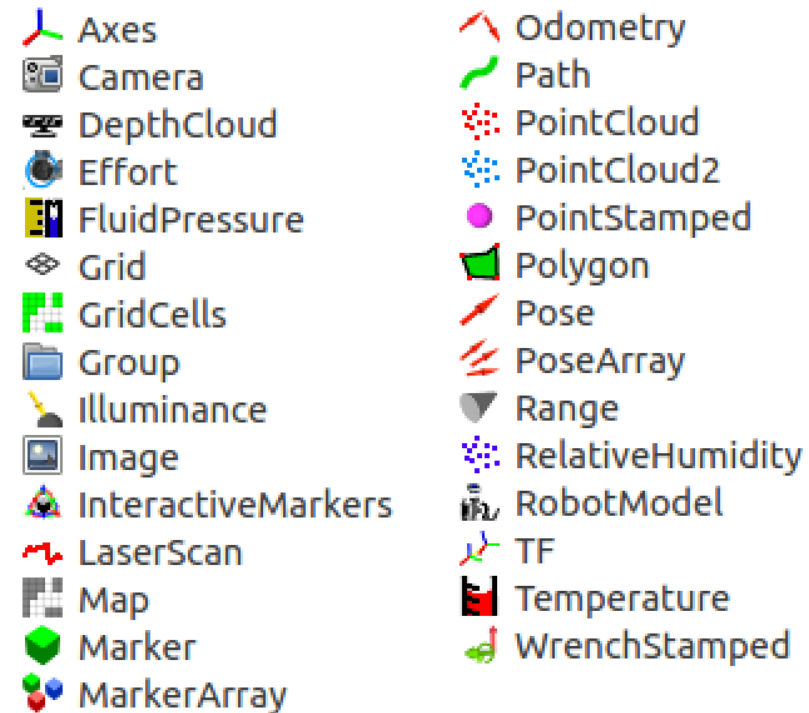 Axes
Camera
DepthCloud
Effort
FluidPressure
Grid
GridCells
Group
Illuminance
Image
InteractiveMarkers
LaserScan
Map
Marker
MarkerArray
Odometry
Path
PointCloud
PointCloud2
PointStamped
Polygon
Pose
PoseArray
Range
RelativeHumidity
RobotModel
TF
Temperature
WrenchStamped